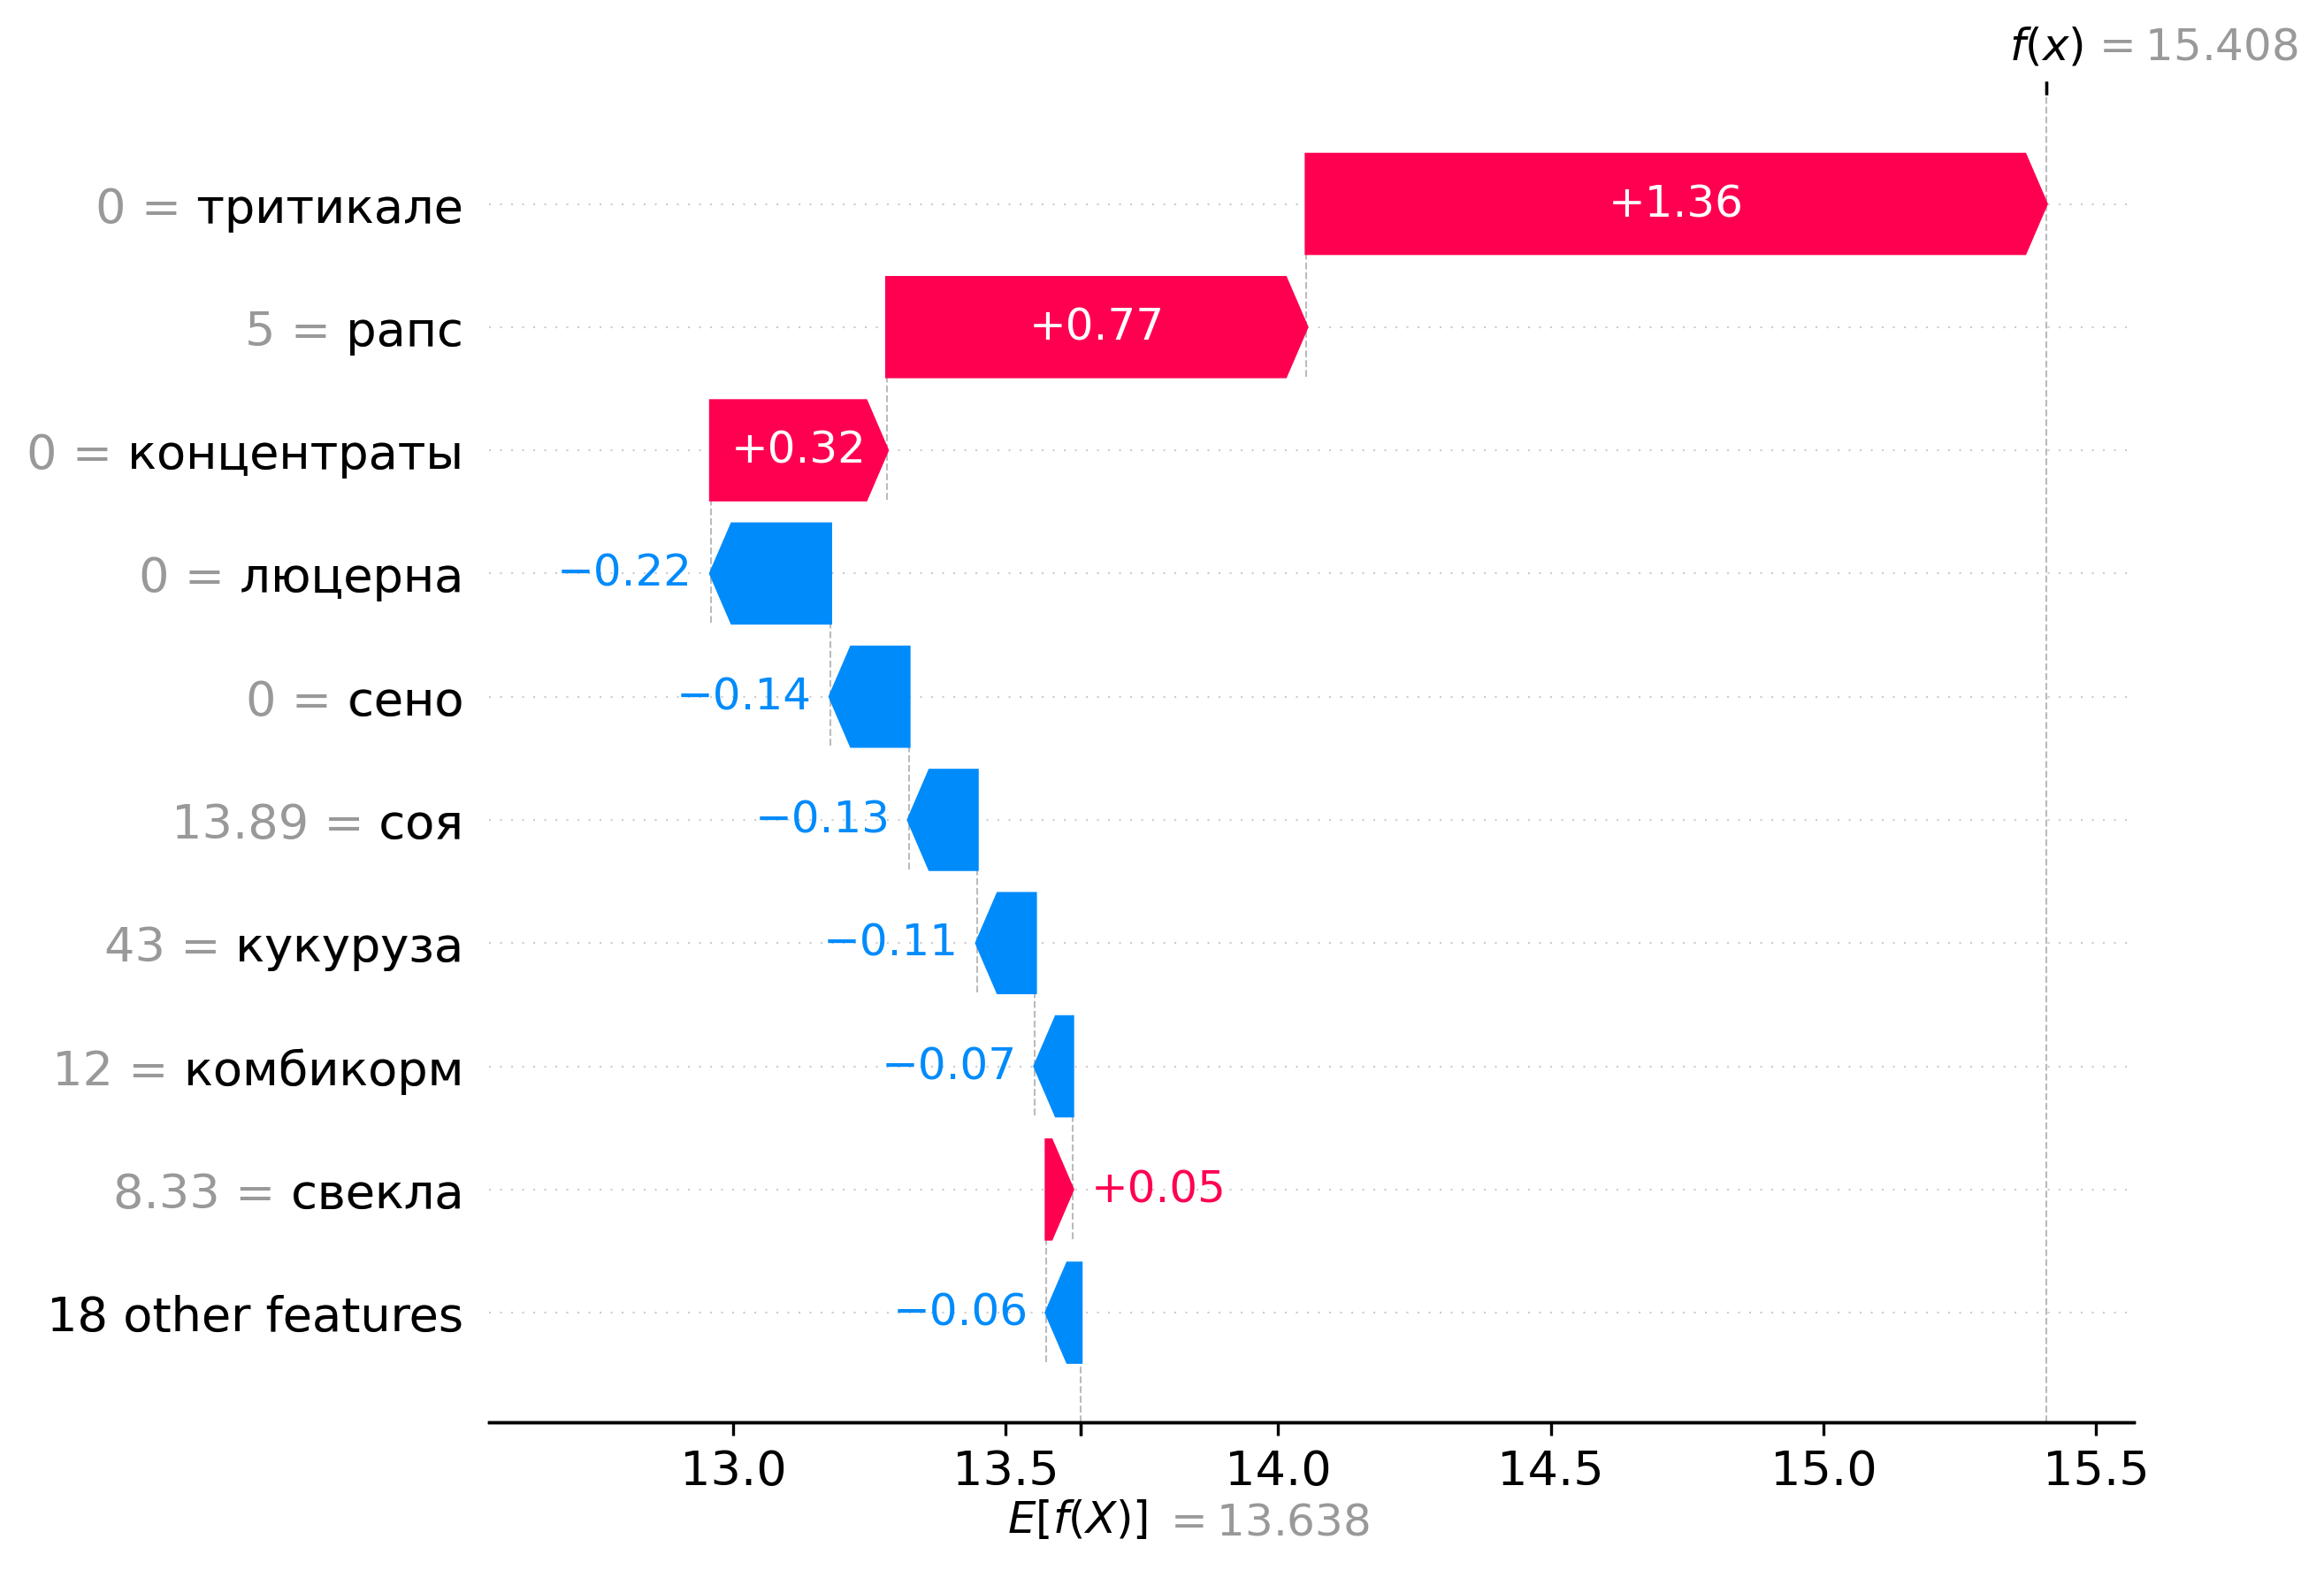 f(x) = 15.408
0 = тритикале
+1.36
5 = рапс
+0.77
0 = концентраты
+0.32
0 = люцерна
−0.22
0 = сено
−0.14
13.89 = соя
−0.13
43 = кукуруза
−0.11
12 = комбикорм
−0.07
8.33 = свекла
+0.05
18 other features
−0.06
13.0 13.5 14.0 14.5 15.0 15.5
E[f(X)] = 13.638